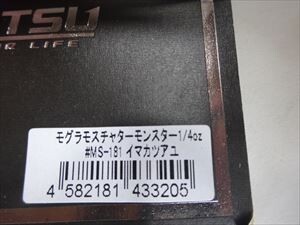 TSU
OR LIFE
モグラモスチャターモンスター1/4oz
#MS-181 イマカツアユ
4 582181 433205